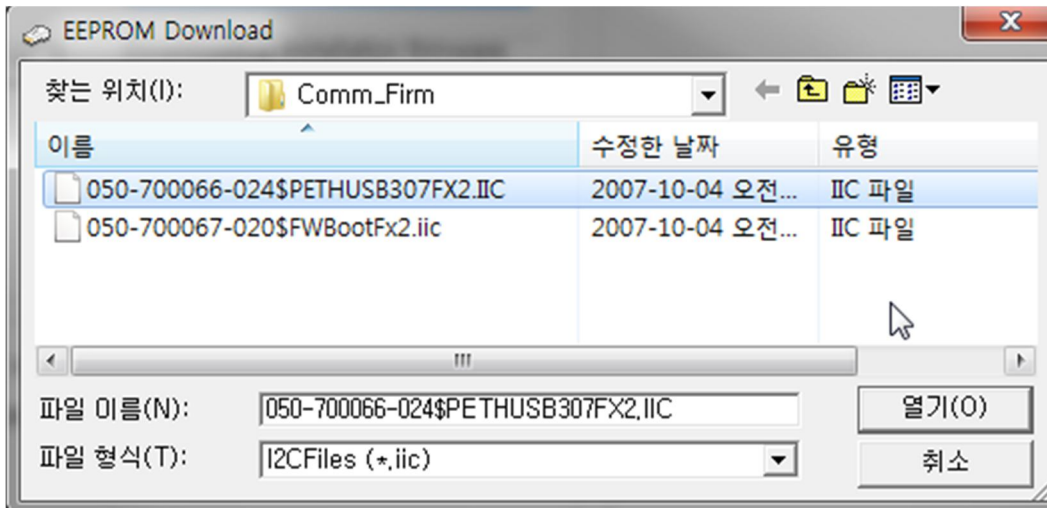 EEPROM Download
찾는 위치(I): Comm_Firm
이름 수정한 날짜 유형
050-700066-024$PETHUSB307FX2.IIC 2007-10-04 오전... IIC 파일
050-700067-020$FWBootFx2.iic 2007-10-04 오전... IIC 파일
파일 이름(N): 050-700066-024$PETHUSB307FX2.IIC 열기(O)
파일 형식(T): I2CFiles (*.iic) 취소